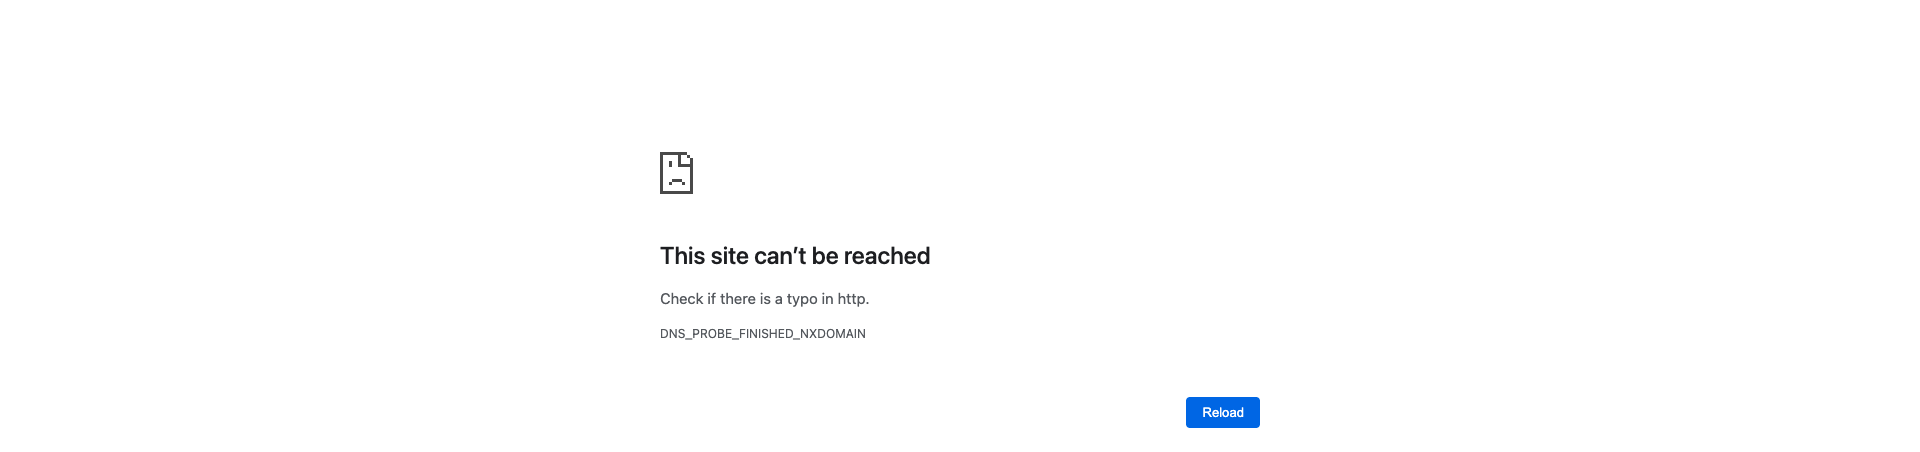 This site can’t be reached
Check if there is a typo in http.
DNS_PROBE_FINISHED_NXDOMAIN
Reload